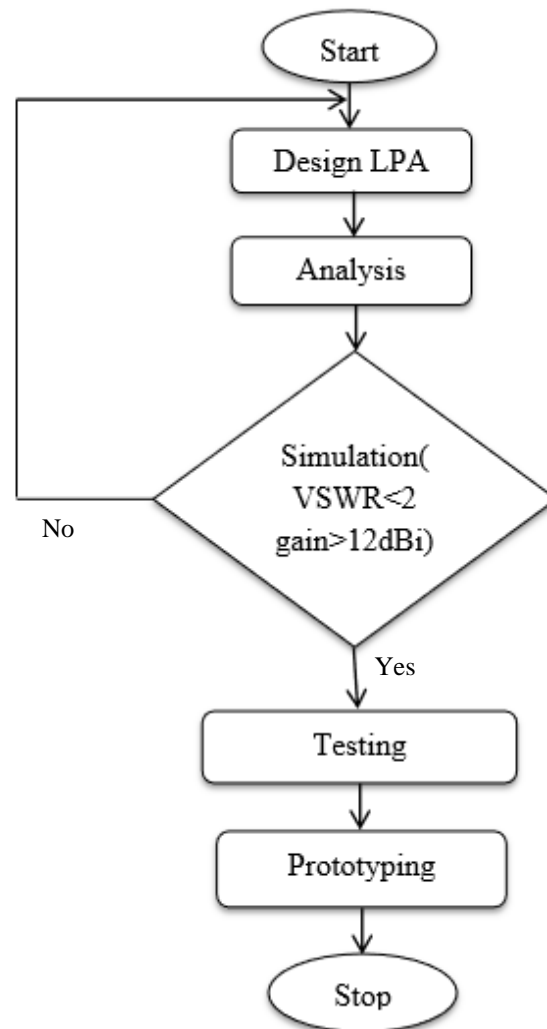 Start
Design LPA
Analysis
Simulation(
VSWR<2
gain>12dBi)
No
Yes
Testing
Prototyping
Stop